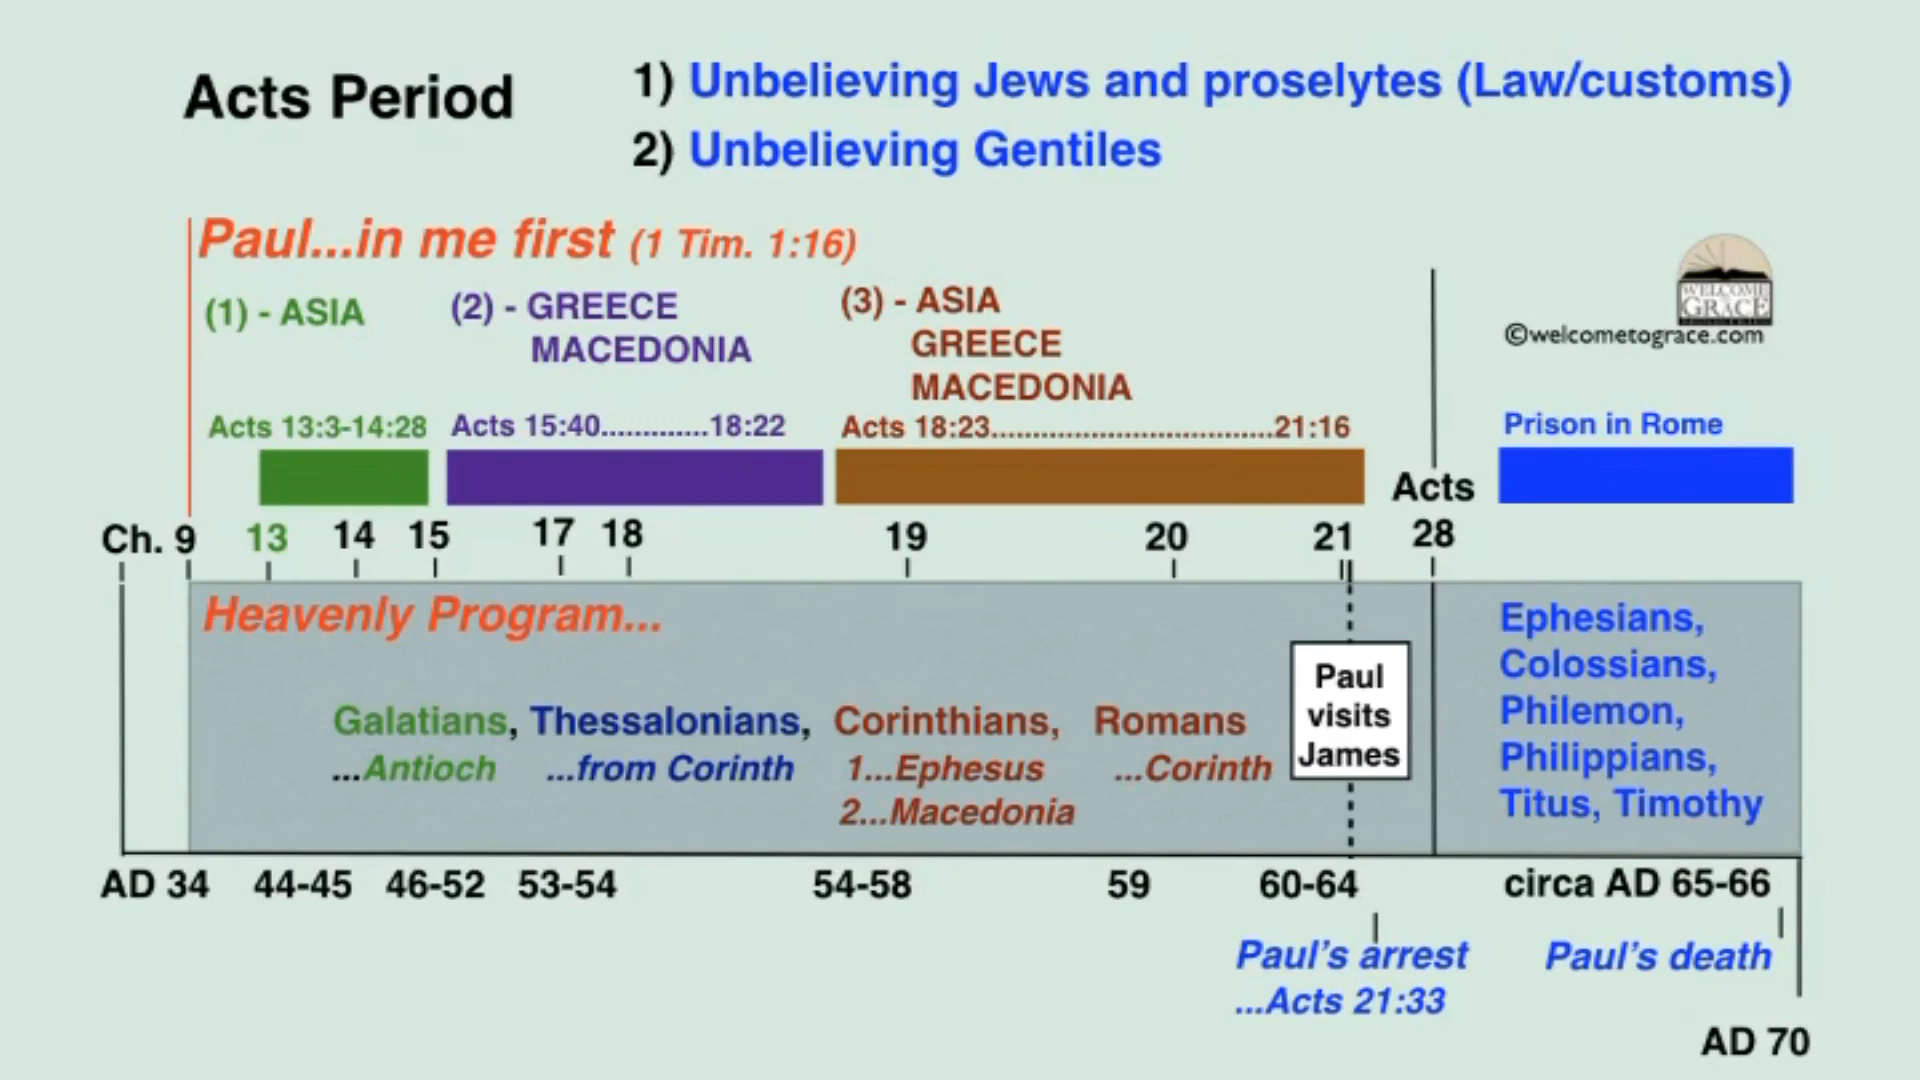 Acts Period
1) Unbelieving Jews and proselytes (Law/customs)
2) Unbelieving Gentiles
Paul...in me first (1 Tim. 1:16)
(1) - ASIA
(2) - GREECE
MACEDONIA
(3) - ASIA
GREECE
MACEDONIA
WELCOME
GRACE
©welcometograce.com
Acts 13:3-14:28
Acts 15:40.............18:22
Acts 18:23..................................21:16
Prison in Rome
Ch. 9 13 14 15 17 18 19 20 21
Acts
28
Heavenly Program...
Galatians,
...Antioch
Thessalonians,
...from Corinth
Corinthians,
1...Ephesus
2...Macedonia
Romans
...Corinth
Paul
visits
James
Ephesians,
Colossians,
Philemon,
Philippians,
Titus, Timothy
AD 34 44-45 46-52 53-54 54-58 59 60-64 circa AD 65-66
Paul's arrest
...Acts 21:33
Paul's death
AD 70